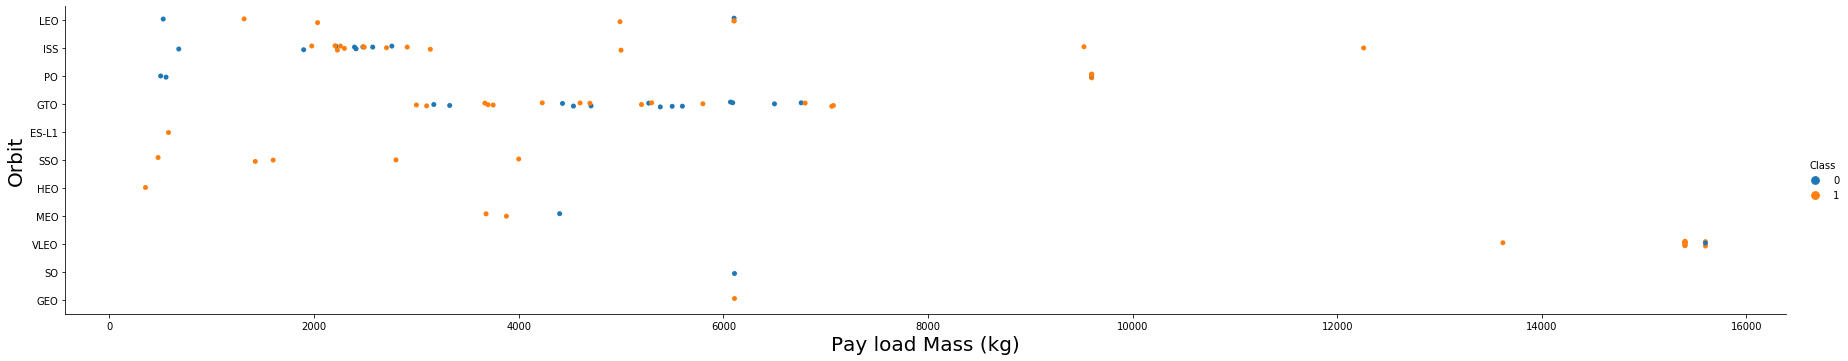 LEO
ISS
PO
GTO
ES-L1
SSO
HEO
MEO
VLEO
SO
GEO
Orbit
0 2000 4000 6000 8000 10000 12000 14000 16000
Pay load Mass (kg)
Class
0
1